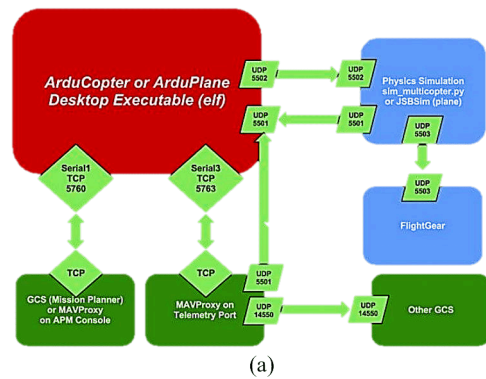 ArduCopter or ArduPlane
Desktop Executable (elf)
UDP
5502
UDP
5502
Physics Simulation
sim_multicopter.py
or JSBSim (plane)
UDP
5501
UDP
5501
UDP
5503
Serial1
TCP
5760
Serial3
TCP
5763
UDP
5503
FlightGear
TCP
GCS (Mission Planner)
or MAVProxy
on APM Console
TCP
MAVProxy on
Telemetry Port
UDP
5501
UDP
14550
UDP
14550
Other GCS
(a)